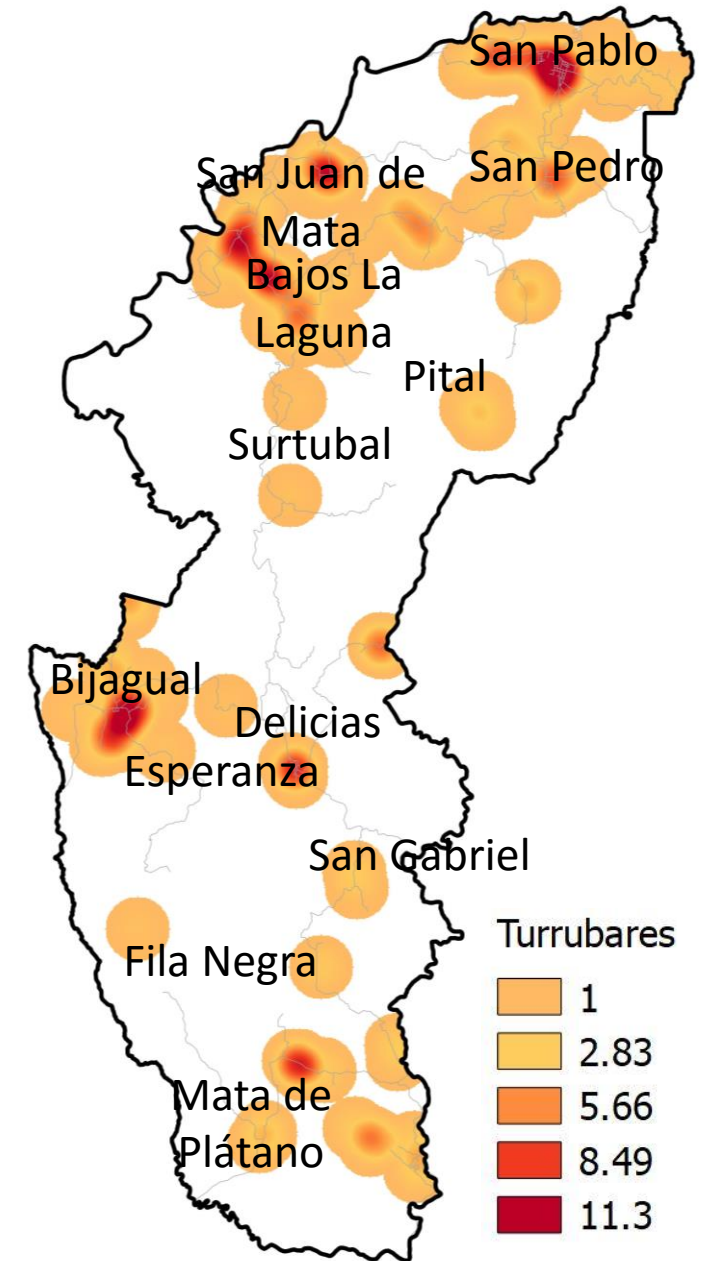 San Pablo
San Juan de
Mata
San Pedro
Bajos La
Laguna
Pital
Surtubal
Bijagual
Delicias
Esperanza
San Gabriel
Fila Negra
Mata de
Plátano
Turrubares
1
2.83
5.66
8.49
11.3